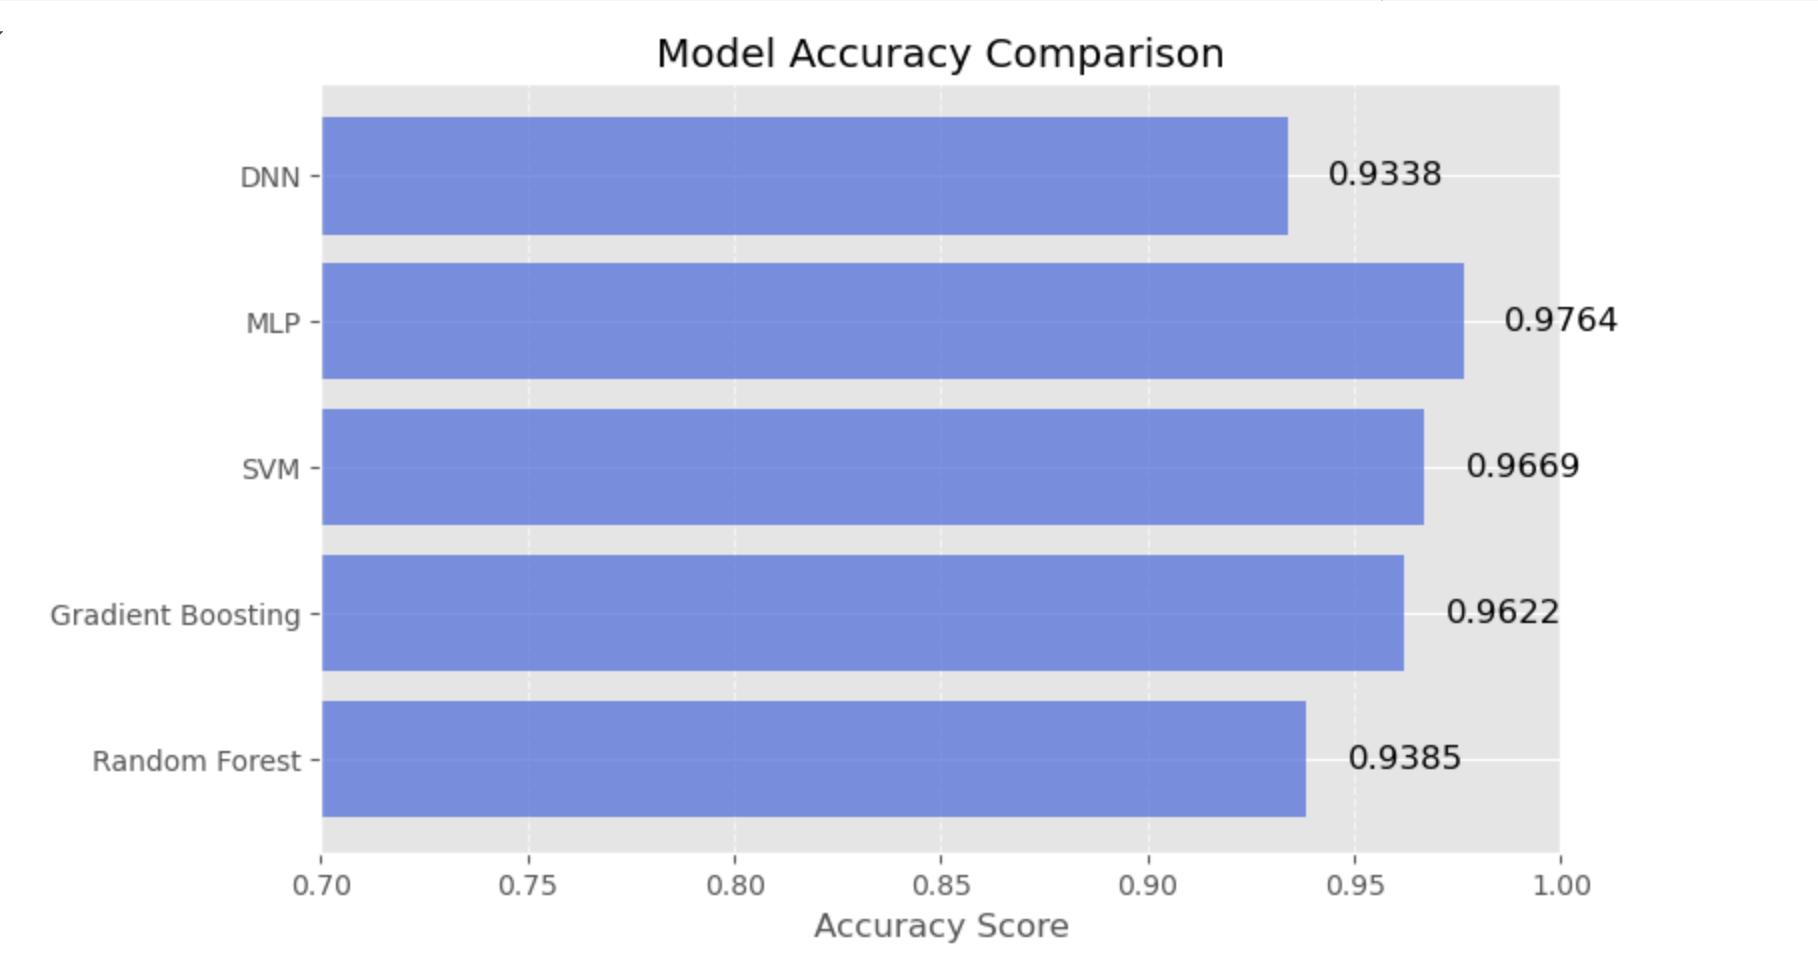 Model Accuracy Comparison
DNN
0.9338
MLP
0.9764
SVM
0.9669
Gradient Boosting
0.9622
Random Forest
0.9385
0.70 0.75 0.80 0.85 0.90 0.95 1.00
Accuracy Score